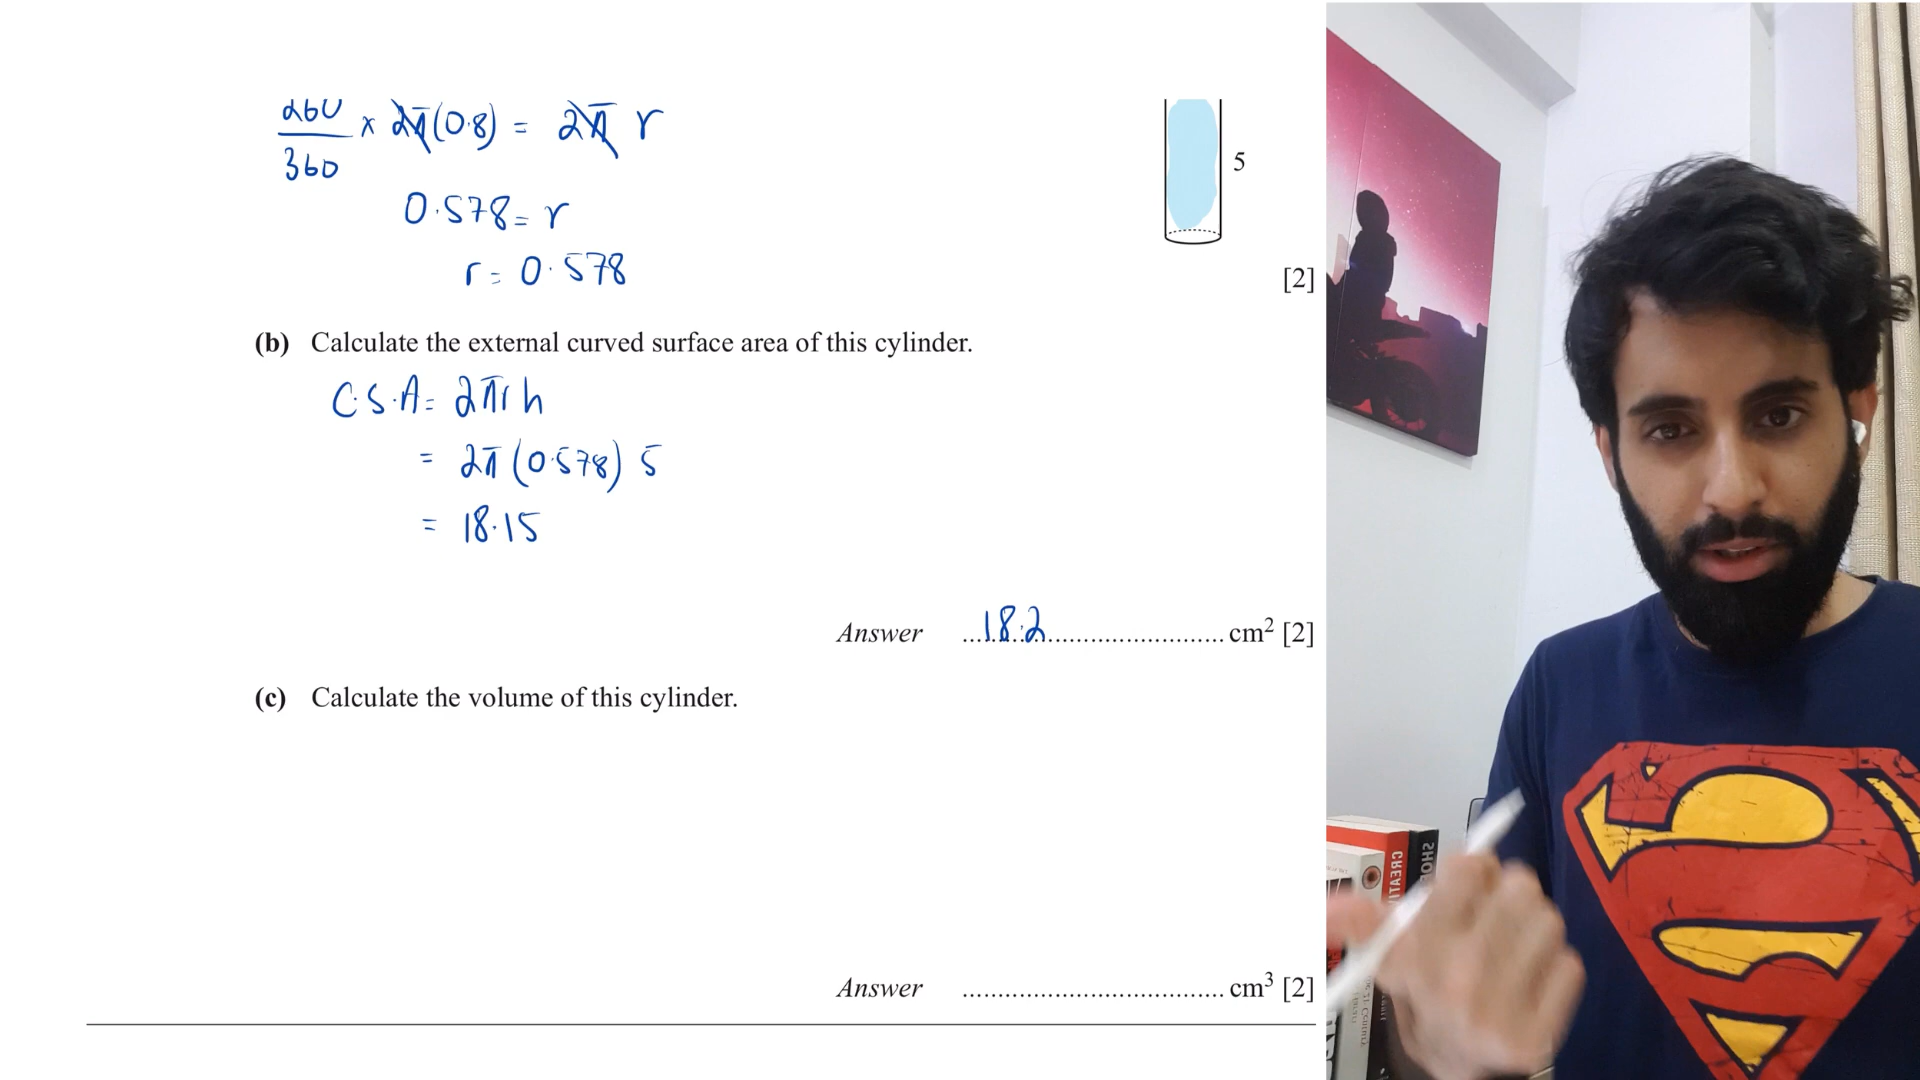 260/360 × 2π(0.8) = 2π r
0.578 = r
r = 0.578
5
[2]
(b) Calculate the external curved surface area of this cylinder.
C.S.A = 2πrh
= 2π(0.578) 5
= 18.15
Answer 18.2 cm² [2]
(c) Calculate the volume of this cylinder.
Answer ........................................ cm³ [2]
CREATIV
SHOE